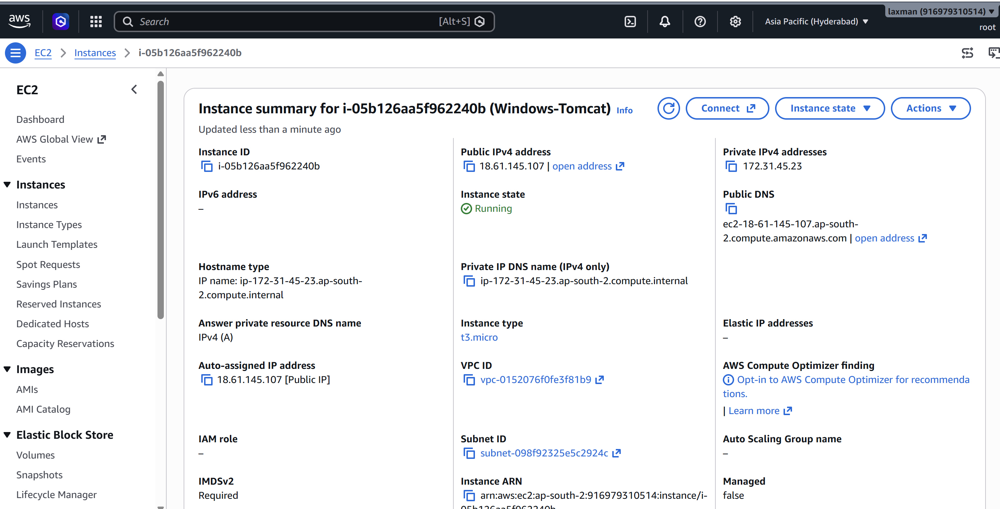 aws
Search
[Alt+S]
Asia Pacific (Hyderabad)
laxman (916979310514)
root
EC2
Instances
i-05b126aa5f962240b
EC2
Dashboard
AWS Global View
Events
Instances
Instances
Instance Types
Launch Templates
Spot Requests
Savings Plans
Reserved Instances
Dedicated Hosts
Capacity Reservations
Images
AMIs
AMI Catalog
Elastic Block Store
Volumes
Snapshots
Lifecycle Manager
Instance summary for i-05b126aa5f962240b (Windows-Tomcat) Info
Connect
Instance state
Actions
Updated less than a minute ago
Instance ID
i-05b126aa5f962240b
Public IPv4 address
18.61.145.107 | open address
Private IPv4 addresses
172.31.45.23
IPv6 address
–
Instance state
Running
Public DNS
ec2-18-61-145-107.ap-south-
2.compute.amazonaws.com | open address
Hostname type
IP name: ip-172-31-45-23.ap-south-
2.compute.internal
Private IP DNS name (IPv4 only)
ip-172-31-45-23.ap-south-2.compute.internal
Answer private resource DNS name
IPv4 (A)
Instance type
t3.micro
Elastic IP addresses
–
Auto-assigned IP address
18.61.145.107 [Public IP]
VPC ID
vpc-0152076f0fe3f81b9
AWS Compute Optimizer finding
Opt-in to AWS Compute Optimizer for recommenda
tions.
| Learn more
IAM role
–
Subnet ID
subnet-098f92325e5c2924c
Auto Scaling Group name
–
IMDSv2
Required
Instance ARN
arn:aws:ec2:ap-south-2:916979310514:instance/i-
05b126aa5f962240b
Managed
false